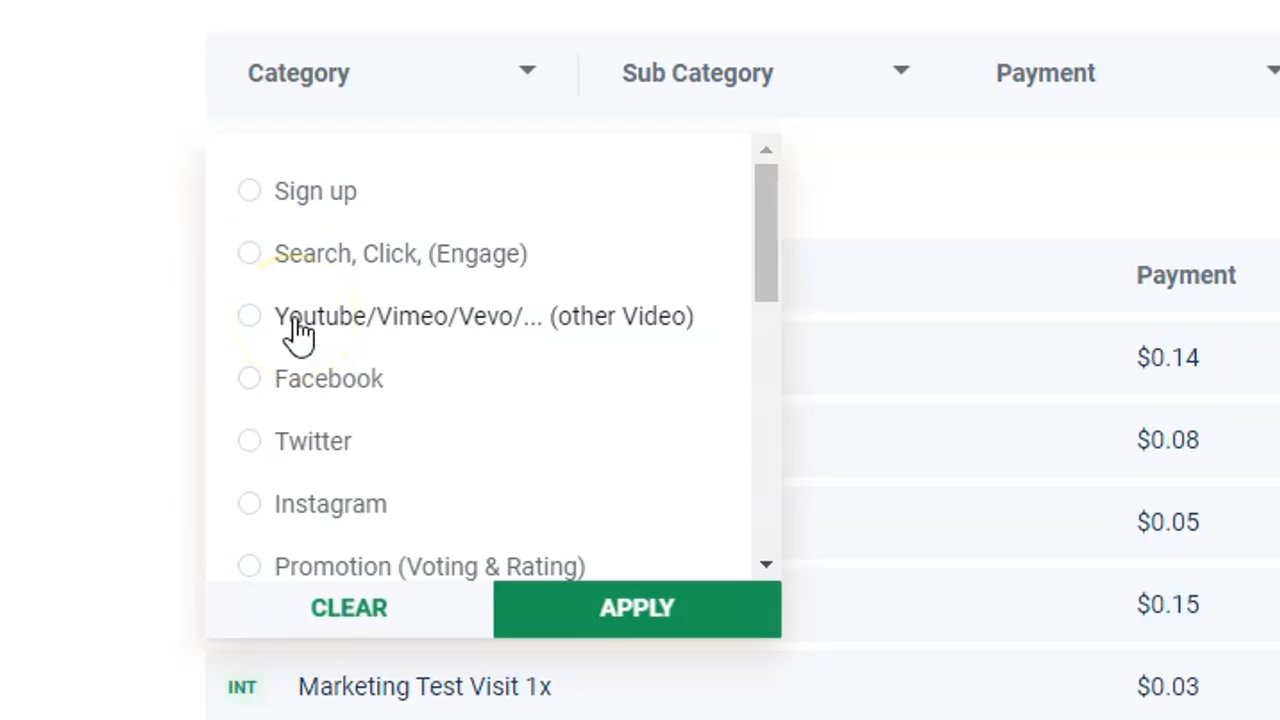 Category
Sub Category
Payment
Sign up
Search, Click, (Engage)
Youtube/Vimeo/Vevo/... (other Video)
Facebook
Twitter
Instagram
Promotion (Voting & Rating)
CLEAR
APPLY
Payment
$0.14
$0.08
$0.05
$0.15
INT Marketing Test Visit 1x $0.03